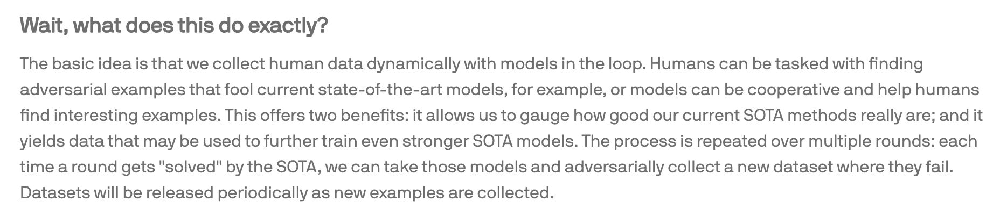 Wait, what does this do exactly?
The basic idea is that we collect human data dynamically with models in the loop. Humans can be tasked with finding
adversarial examples that fool current state-of-the-art models, for example, or models can be cooperative and help humans
find interesting examples. This offers two benefits: it allows us to gauge how good our current SOTA methods really are; and it
yields data that may be used to further train even stronger SOTA models. The process is repeated over multiple rounds: each
time a round gets "solved" by the SOTA, we can take those models and adversarially collect a new dataset where they fail.
Datasets will be released periodically as new examples are collected.